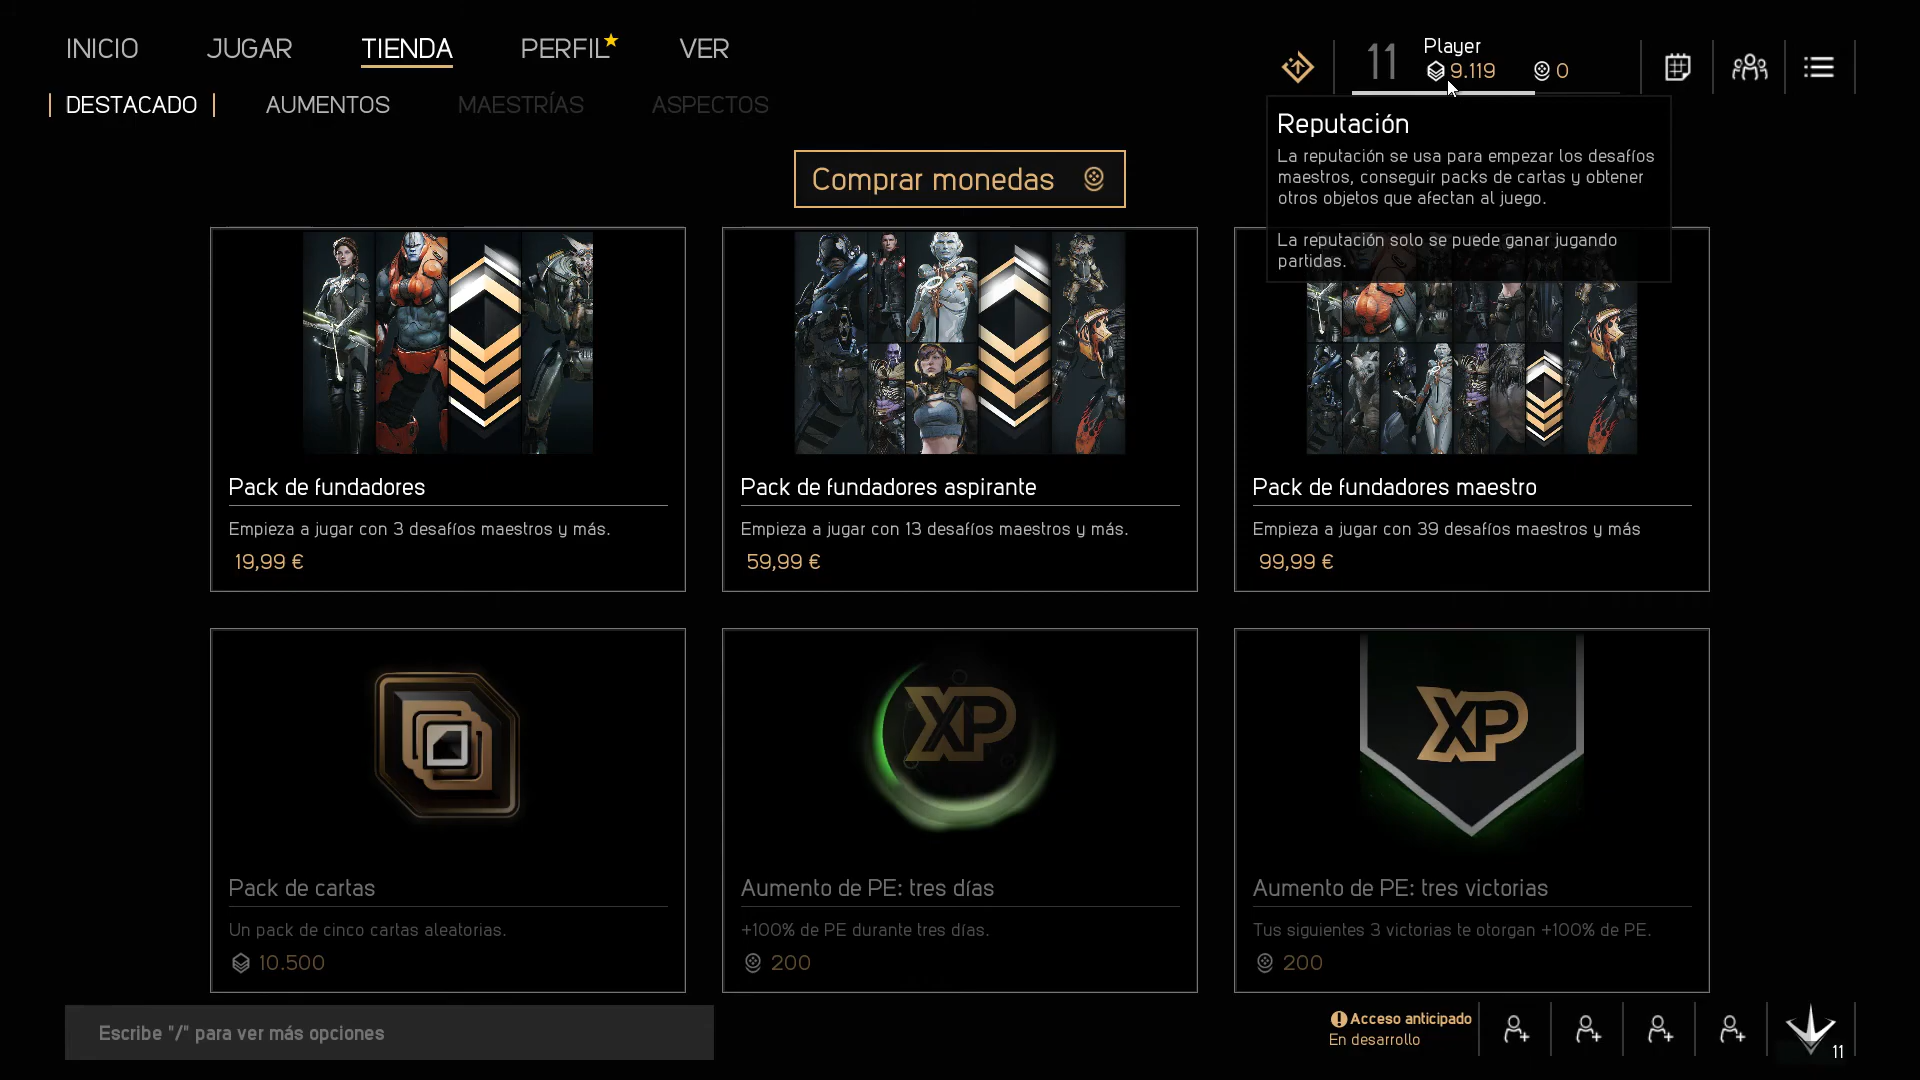 INICIO JUGAR TIENDA PERFIL VER
11 Player
9.119 0
DESTACADO AUMENTOS MAESTRÍAS ASPECTOS
Reputación
La reputación se usa para empezar los desafíos
maestros, conseguir packs de cartas y obtener
otros objetos que afectan al juego.
La reputación solo se puede ganar jugando
partidas.
Comprar monedas
Pack de fundadores
Empieza a jugar con 3 desafíos maestros y más.
19,99 €
Pack de fundadores aspirante
Empieza a jugar con 13 desafíos maestros y más.
59,99 €
Pack de fundadores maestro
Empieza a jugar con 39 desafíos maestros y más
99,99 €
Pack de cartas
Un pack de cinco cartas aleatorias.
10.500
XP
Aumento de PE: tres días
+100% de PE durante tres días.
200
XP
Aumento de PE: tres victorias
Tus siguientes 3 victorias te otorgan +100% de PE.
200
Escribe "/" para ver más opciones
Acceso anticipado
En desarrollo
11